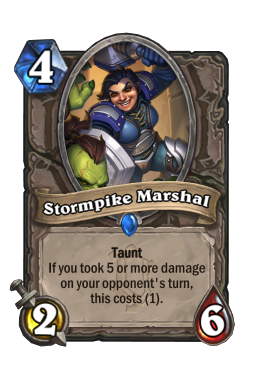 4
Stormpike Marshal
Taunt
If you took 5 or more damage
on your opponent's turn,
this costs (1).
2
6